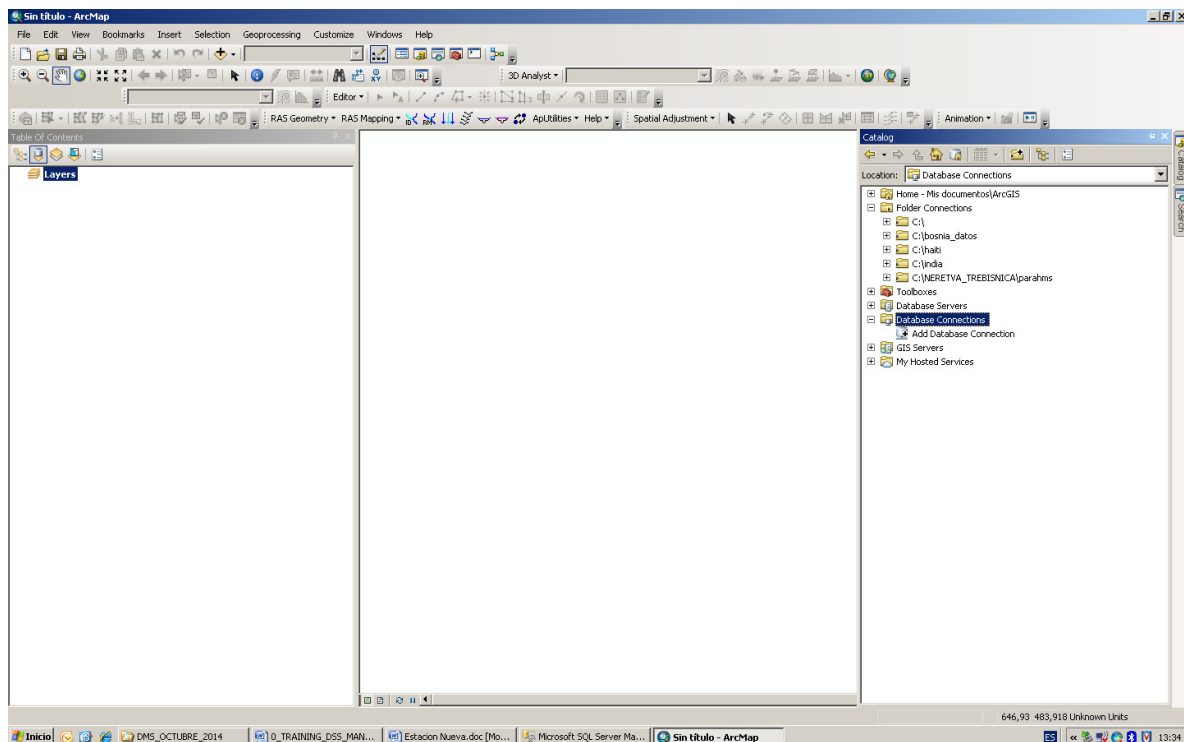 Sin título - ArcMap
File Edit View Bookmarks Insert Selection Geoprocessing Customize Windows Help
3D Analyst
Editor
RAS Geometry RAS Mapping ApUtilities Help Spatial Adjustment Animation
Table Of Contents
Layers
Catalog
Location: Database Connections
Home - Mis documentos\ArcGIS
Folder Connections
C:\
C:\bosnia_datos
C:\haiti
C:\india
C:\NERETVA_TREBISNICA\parahms
Toolboxes
Database Servers
Database Connections
Add Database Connection
GIS Servers
My Hosted Services
Catalog
Search
646,93 483,918 Unknown Units
Inicio DMS_OCTUBRE_2014 0_TRAINING_DSS_MAN... Estacion Nueva.doc [Mo... Microsoft SQL Server Ma... Sin título - ArcMap ES 13:34